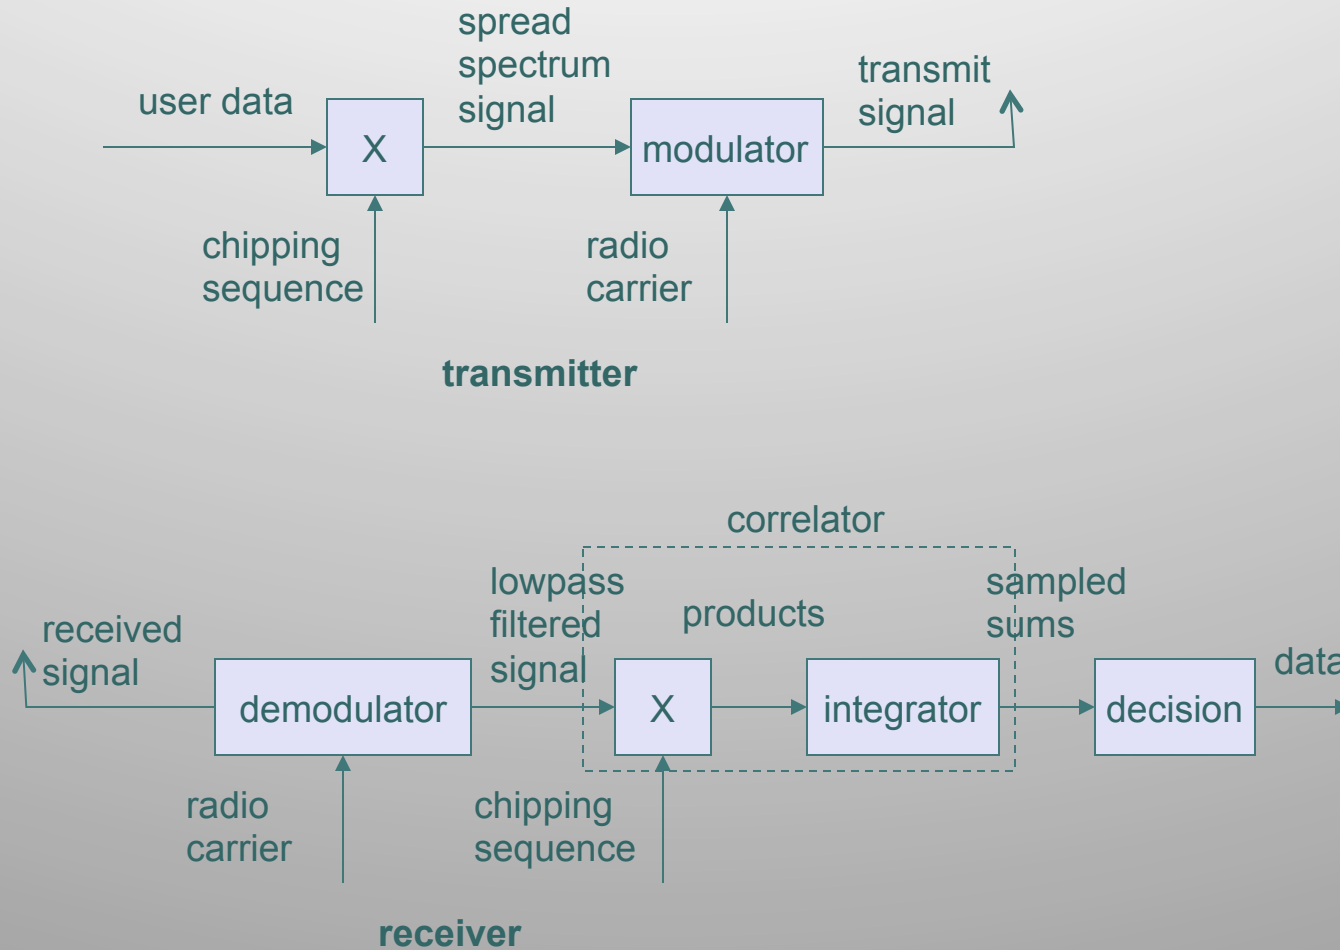 spread
spectrum
signal
transmit
signal
user data
X
modulator
chipping
sequence
radio
carrier
transmitter
correlator
lowpass
filtered
signal
products
sampled
sums
received
signal
data
demodulator
X
integrator
decision
radio
carrier
chipping
sequence
receiver